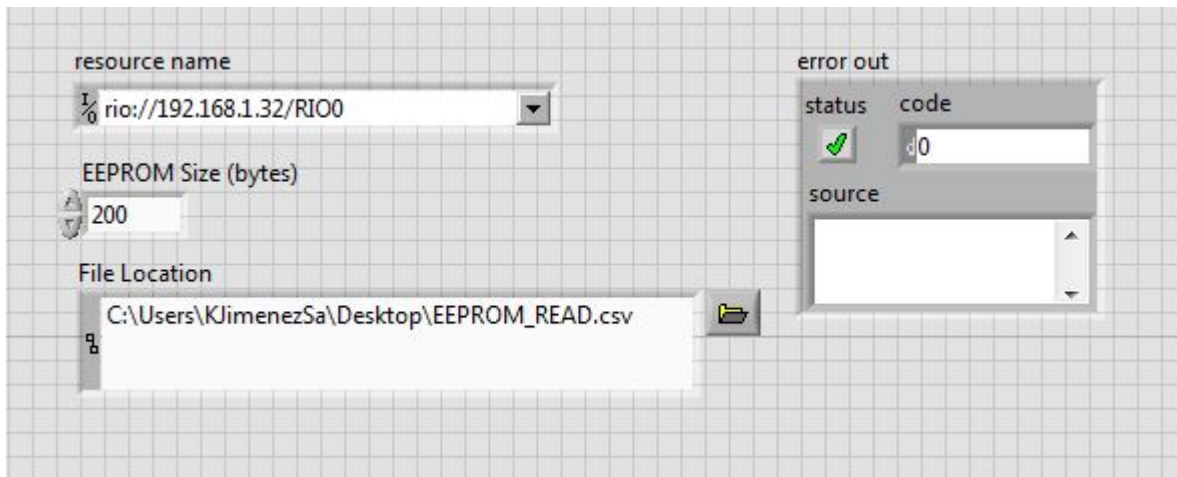 resource name
rio://192.168.1.32/RIO0
EEPROM Size (bytes)
200
File Location
C:\Users\KJimenezSa\Desktop\EEPROM_READ.csv
error out
status code
d 0
source